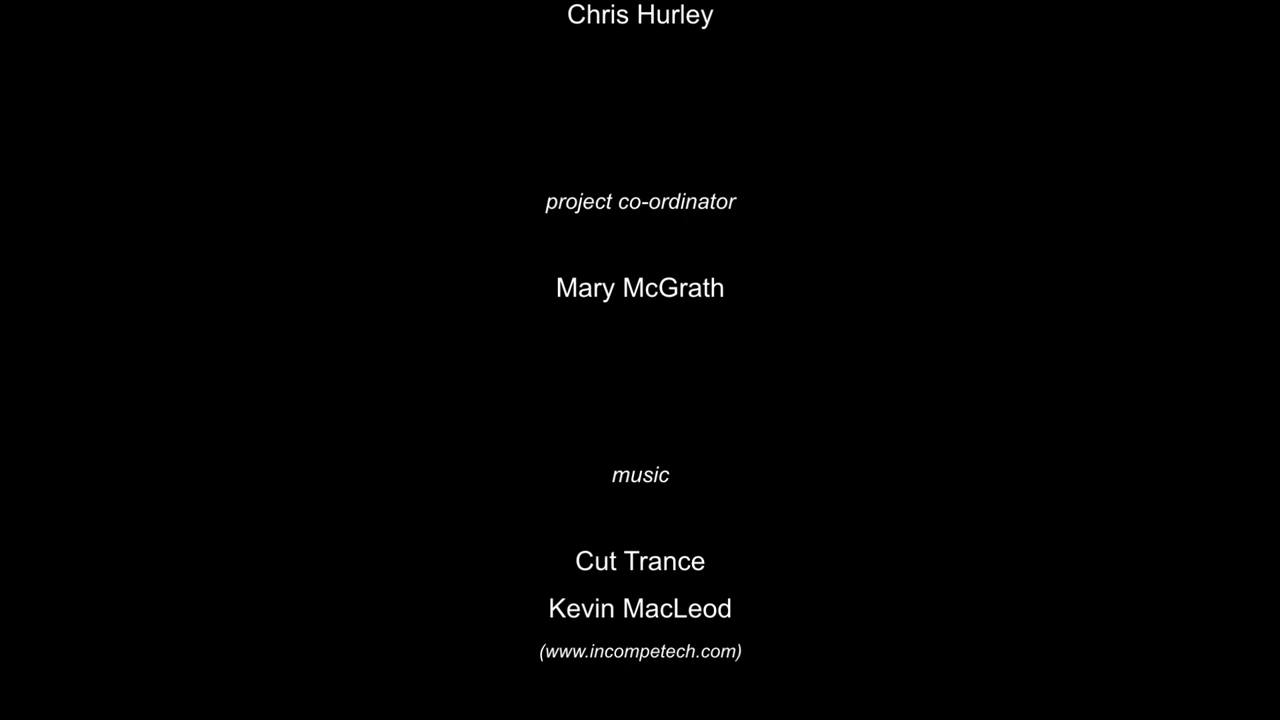 Chris Hurley
project co-ordinator
Mary McGrath
music
Cut Trance
Kevin MacLeod
(www.incompetech.com)